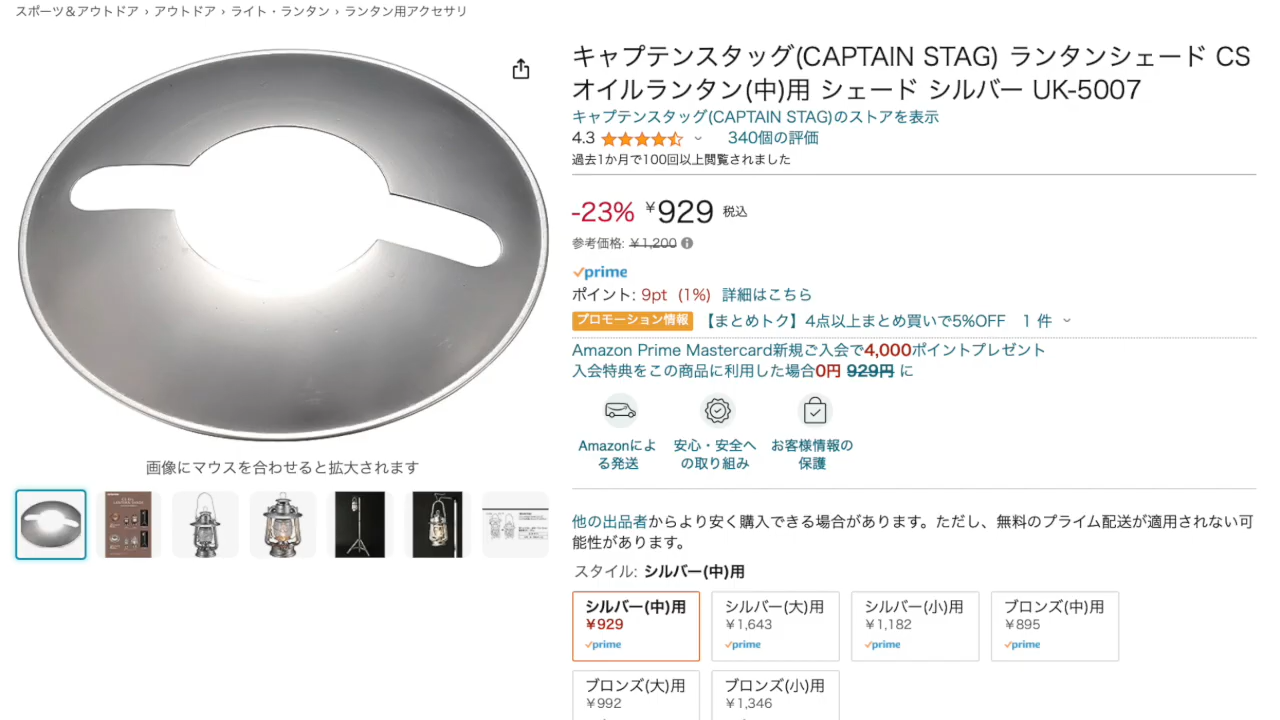 スポーツ&アウトドア › アウトドア › ライト・ランタン › ランタン用アクセサリ
キャプテンスタッグ(CAPTAIN STAG) ランタンシェード CS
オイルランタン(中)用 シェード シルバー UK-5007
キャプテンスタッグ(CAPTAIN STAG)のストアを表示
4.3 340個の評価
過去1か月で100回以上閲覧されました
-23% ¥929 税込
参考価格: ¥1,200
prime
ポイント: 9pt (1%) 詳細はこちら
プロモーション情報 【まとめトク】4点以上まとめ買いで5%OFF 1 件
Amazon Prime Mastercard新規ご入会で4,000ポイントプレゼント
入会特典をこの商品に利用した場合0円 929円 に
Amazonによ
る発送
安心・安全へ
の取り組み
お客様情報の
保護
画像にマウスを合わせると拡大されます
他の出品者からより安く購入できる場合があります。ただし、無料のプライム配送が適用されない可
能性があります。
スタイル: シルバー(中)用
シルバー(中)用
¥929
prime
シルバー(大)用
¥1,643
prime
シルバー(小)用
¥1,182
prime
ブロンズ(中)用
¥895
prime
ブロンズ(大)用
¥992
ブロンズ(小)用
¥1,346